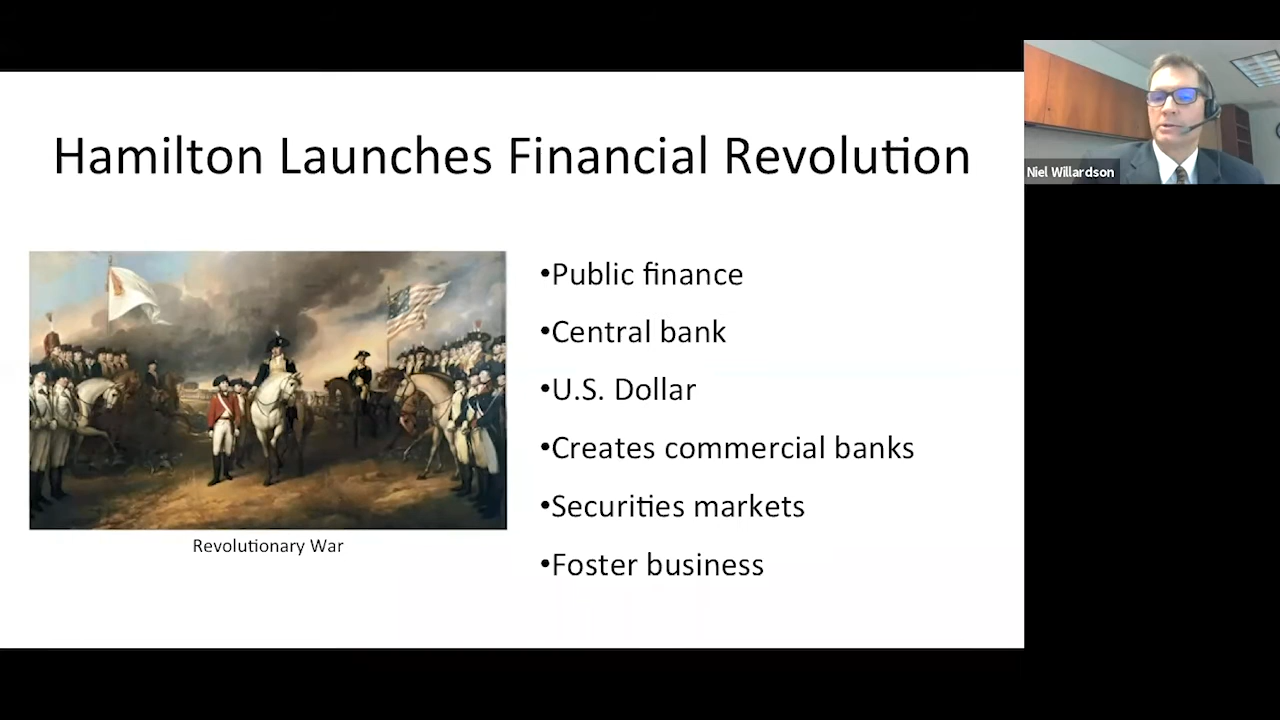 Hamilton Launches Financial Revolution
Niel Willardson
•Public finance
•Central bank
•U.S. Dollar
•Creates commercial banks
•Securities markets
•Foster business
Revolutionary War